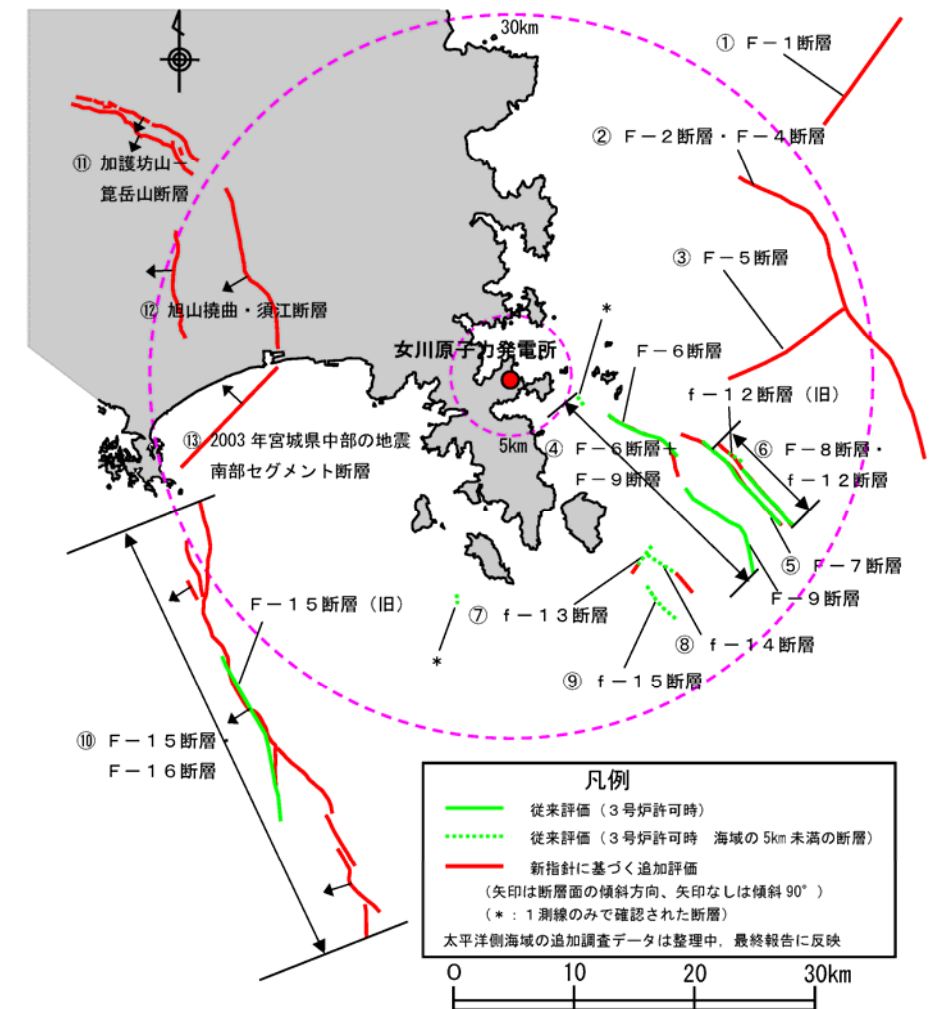 30km
① F－1断層
② F－2断層・F－4断層
③ F－5断層
⑪ 加護坊山－
箟岳山断層
⑫ 旭山撓曲・須江断層
女川原子力発電所
*
F－6断層
f－12断層（旧）
⑬ 2003 年宮城県中部の地震
南部セグメント断層
5km
④ F－6断層＋
F－9断層
⑥ F－8断層・
f－12断層
⑤ F－7断層
F－9断層
F－15断層（旧）
⑦ f－13断層
⑧ f－14断層
⑨ f－15断層
*
⑩ F－15断層・
F－16断層
凡例
従来評価（３号炉許可時）
従来評価（３号炉許可時　海域の 5km 未満の断層）
新指針に基づく追加評価
（矢印は断層面の傾斜方向、矢印なしは傾斜 90°）
（*：１測線のみで確認された断層）
太平洋側海域の追加調査データは整理中，最終報告に反映
0 10 20 30km